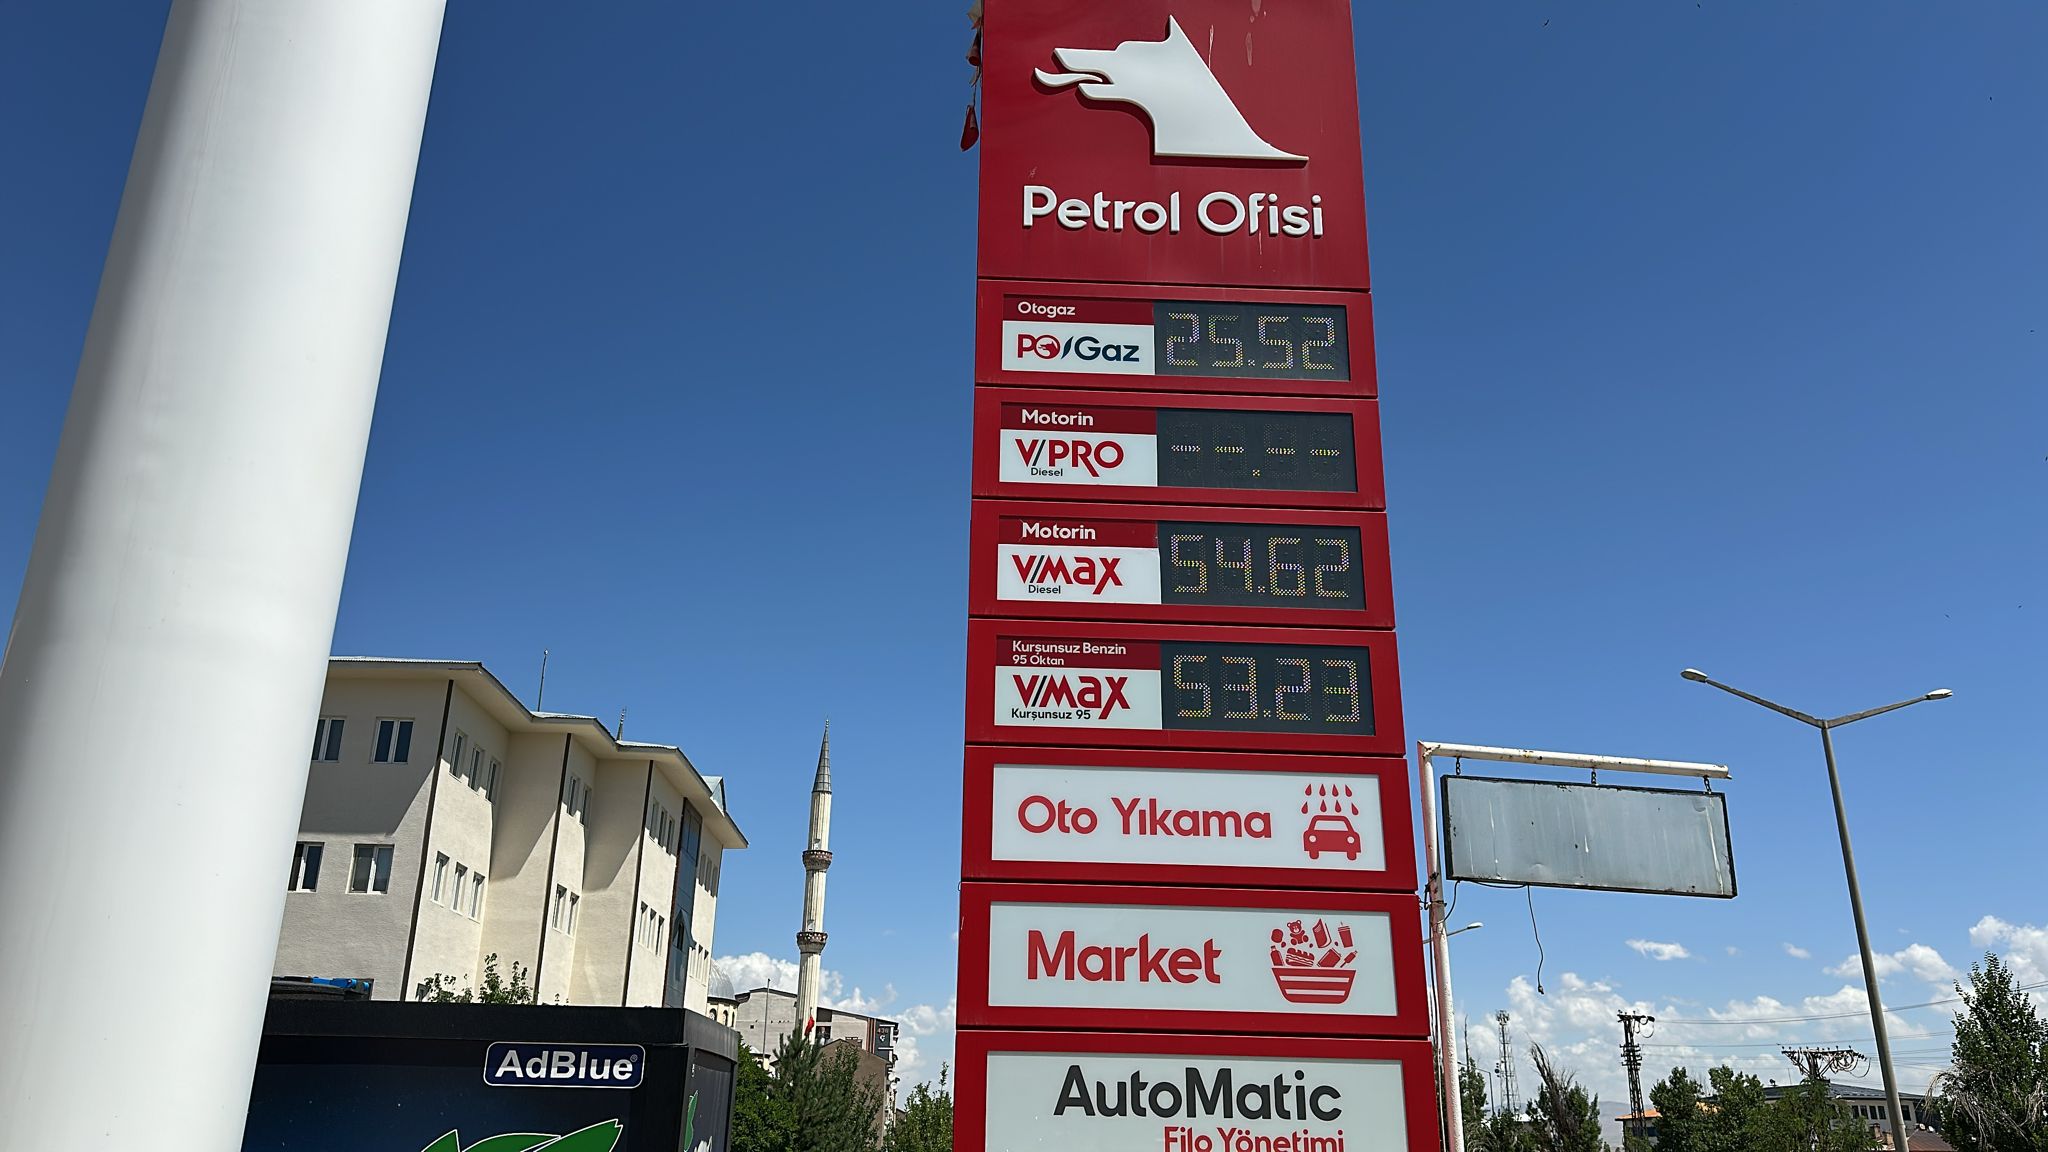 Petrol Ofisi
Otogaz
PO/Gaz
25.52
Motorin
V/PRO
Diesel
--.--
Motorin
V/Max
Diesel
54.62
Kurşunsuz Benzin
95 Oktan
V/Max
Kurşunsuz 95
53.23
Oto Yıkama
Market
AutoMatic
Filo Yönetimi
AdBlue®